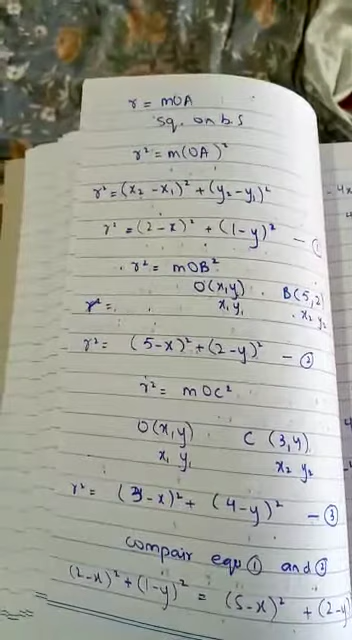 r = mOA
sq. on b.s
r² = m(OA)²
r² = (x₂ - x₁)² + (y₂ - y₁)²
r² = (2-x)² + (1-y)² —
r² = mOB²
O(x,y) . B(5,2)
r² = x₁ y₁ x₂ y₂
r² = (5-x)² + (2-y)² — ②
r² = mOC²
O(x,y) C (3,4)
x₁ y₁ x₂ y₂
r² = (3-x)² + (4-y)² — ③
compair equ ① and ②
(2-x)² + (1-y)² = (5-x)² + (2-y)